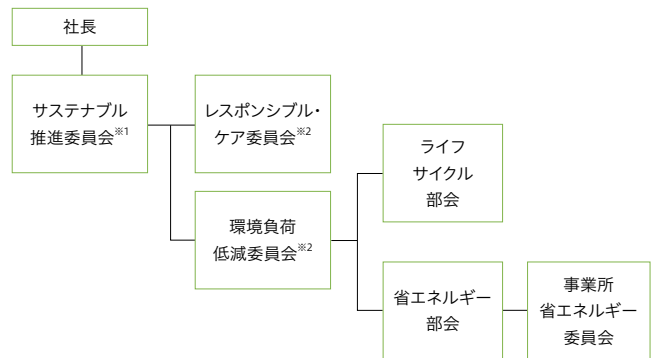 社長
サステナブル
推進委員会※1
レスポンシブル・
ケア委員会※2
環境負荷
低減委員会※2
ライフ
サイクル
部会
省エネルギー
部会
事業所
省エネルギー
委員会